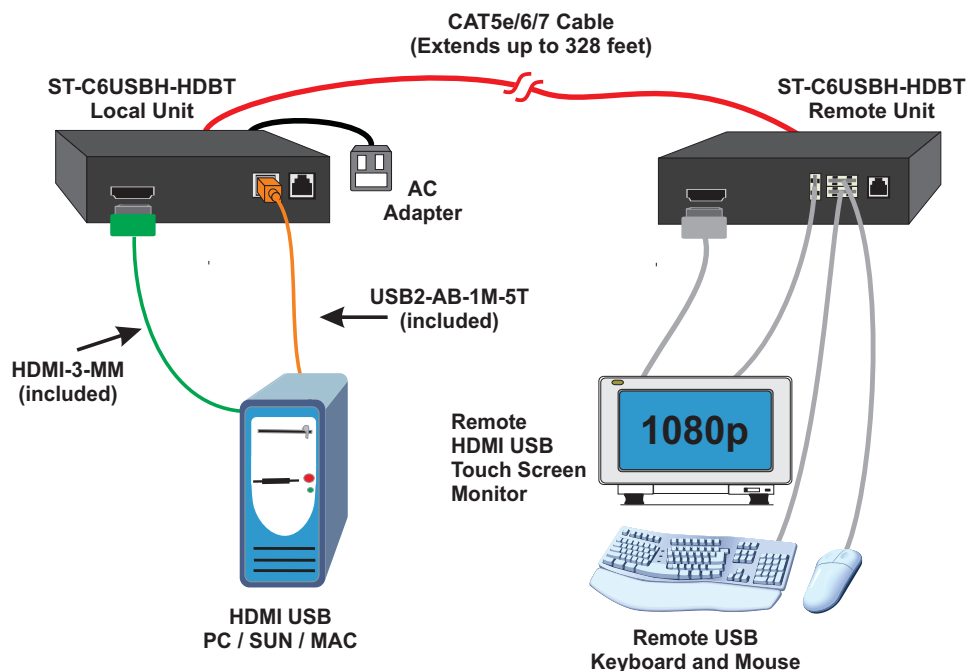 CAT5e/6/7 Cable
(Extends up to 328 feet)
ST-C6USBH-HDBT
Local Unit
ST-C6USBH-HDBT
Remote Unit
AC
Adapter
USB2-AB-1M-5T
(included)
HDMI-3-MM
(included)
Remote
HDMI USB
Touch Screen
Monitor
1080p
HDMI USB
PC / SUN / MAC
Remote USB
Keyboard and Mouse